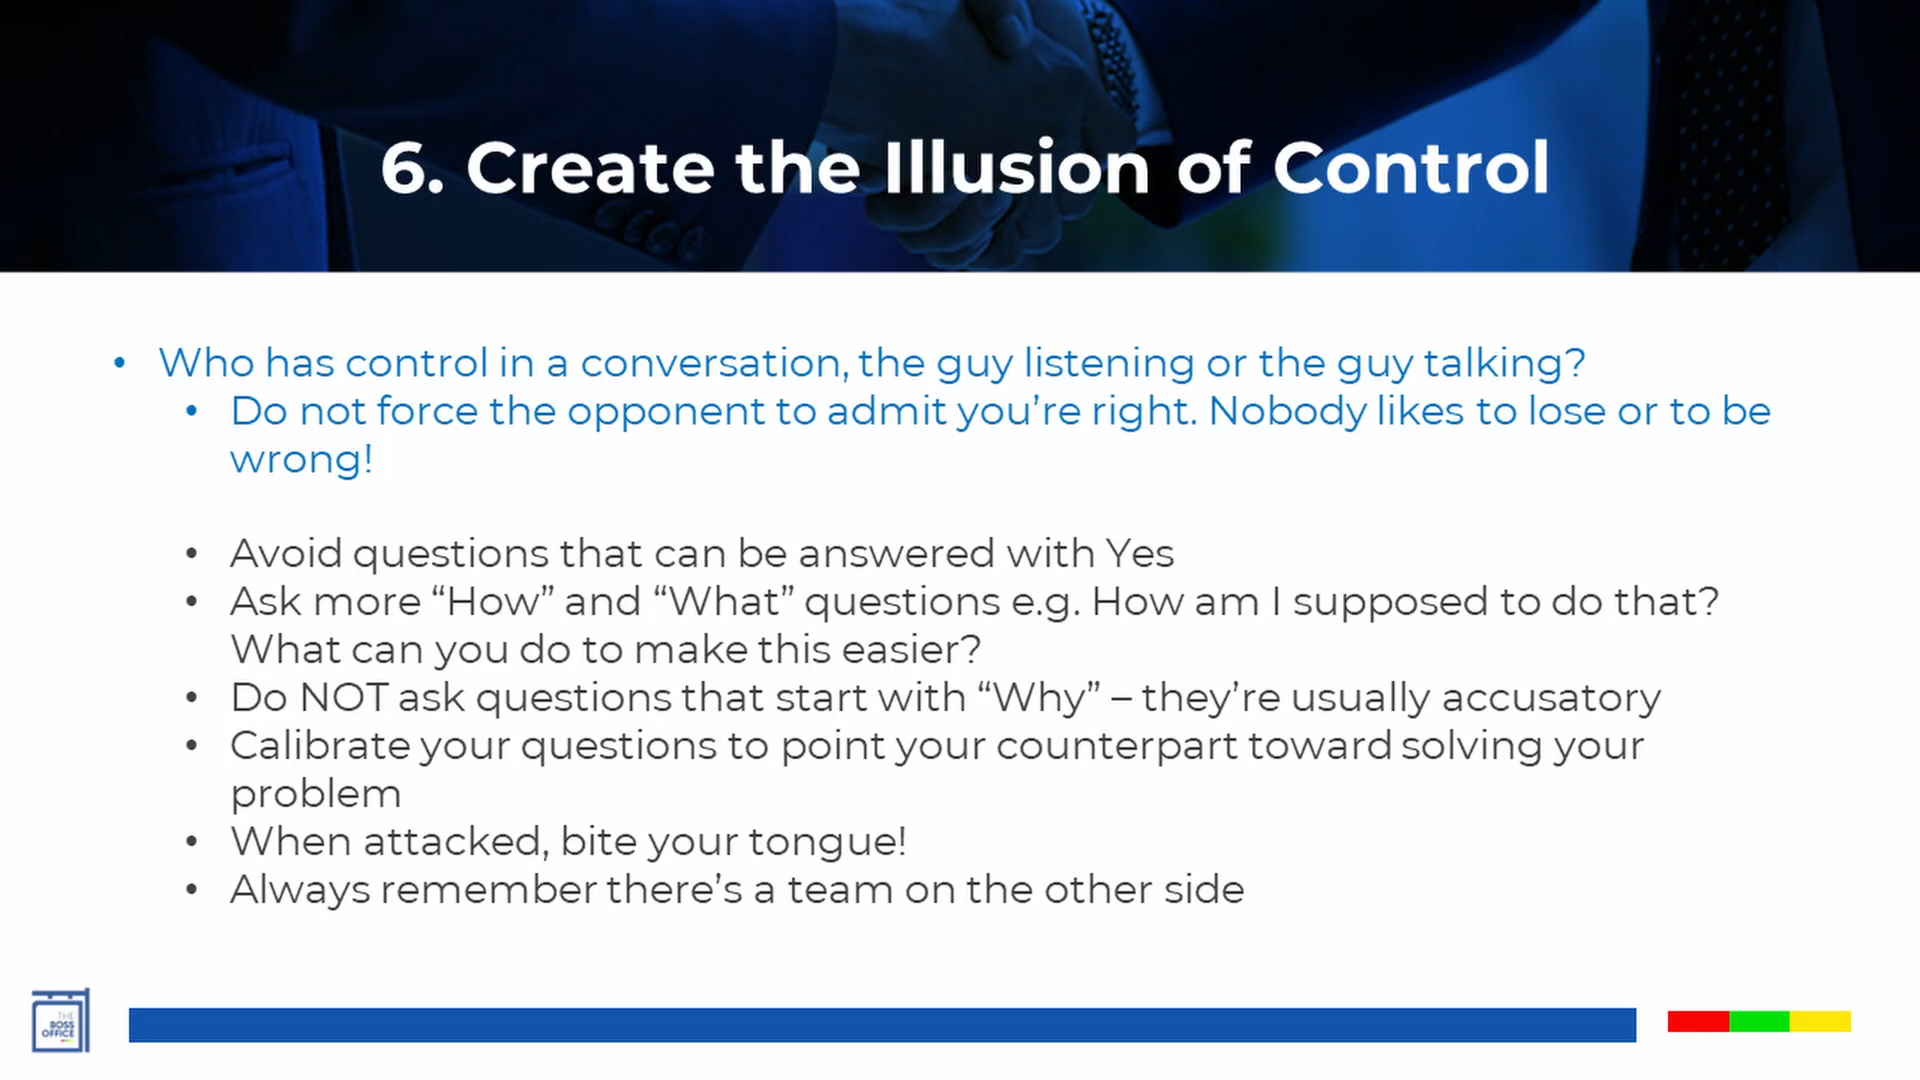 6. Create the Illusion of Control
• Who has control in a conversation, the guy listening or the guy talking?
• Do not force the opponent to admit you’re right. Nobody likes to lose or to be
wrong!
• Avoid questions that can be answered with Yes
• Ask more “How” and “What” questions e.g. How am I supposed to do that?
What can you do to make this easier?
• Do NOT ask questions that start with “Why” – they’re usually accusatory
• Calibrate your questions to point your counterpart toward solving your
problem
• When attacked, bite your tongue!
• Always remember there’s a team on the other side
THE
BOSS
OFFICE